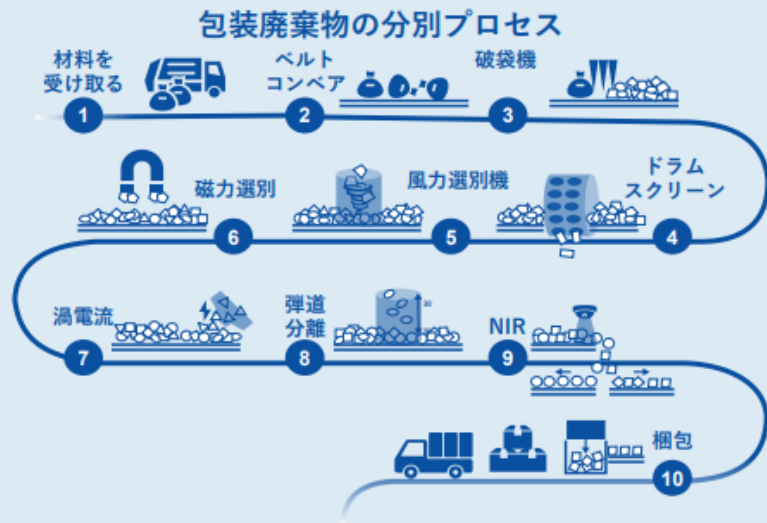 包装廃棄物の分別プロセス
材料を
受け取る
1
ベルト
コンベア
2
破袋機
3
ドラム
スクリーン
4
風力選別機
5
磁力選別
6
渦電流
7
弾道
分離
8
30
NIR
9
梱包
10